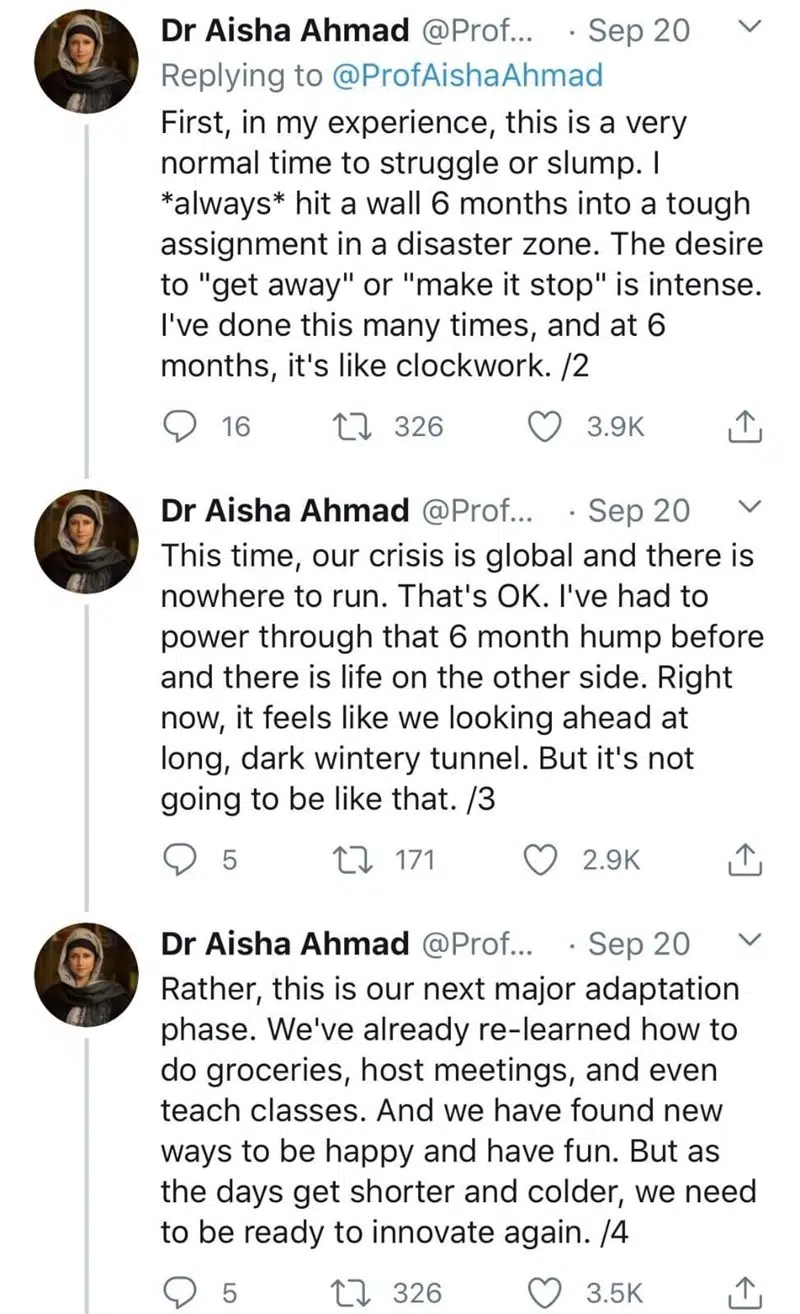 Dr Aisha Ahmad @Prof... · Sep 20
Replying to @ProfAishaAhmad
First, in my experience, this is a very
normal time to struggle or slump. I
*always* hit a wall 6 months into a tough
assignment in a disaster zone. The desire
to "get away" or "make it stop" is intense.
I've done this many times, and at 6
months, it's like clockwork. /2
16 326 3.9K
Dr Aisha Ahmad @Prof... · Sep 20
This time, our crisis is global and there is
nowhere to run. That's OK. I've had to
power through that 6 month hump before
and there is life on the other side. Right
now, it feels like we looking ahead at
long, dark wintery tunnel. But it's not
going to be like that. /3
5 171 2.9K
Dr Aisha Ahmad @Prof... · Sep 20
Rather, this is our next major adaptation
phase. We've already re-learned how to
do groceries, host meetings, and even
teach classes. And we have found new
ways to be happy and have fun. But as
the days get shorter and colder, we need
to be ready to innovate again. /4
5 326 3.5K